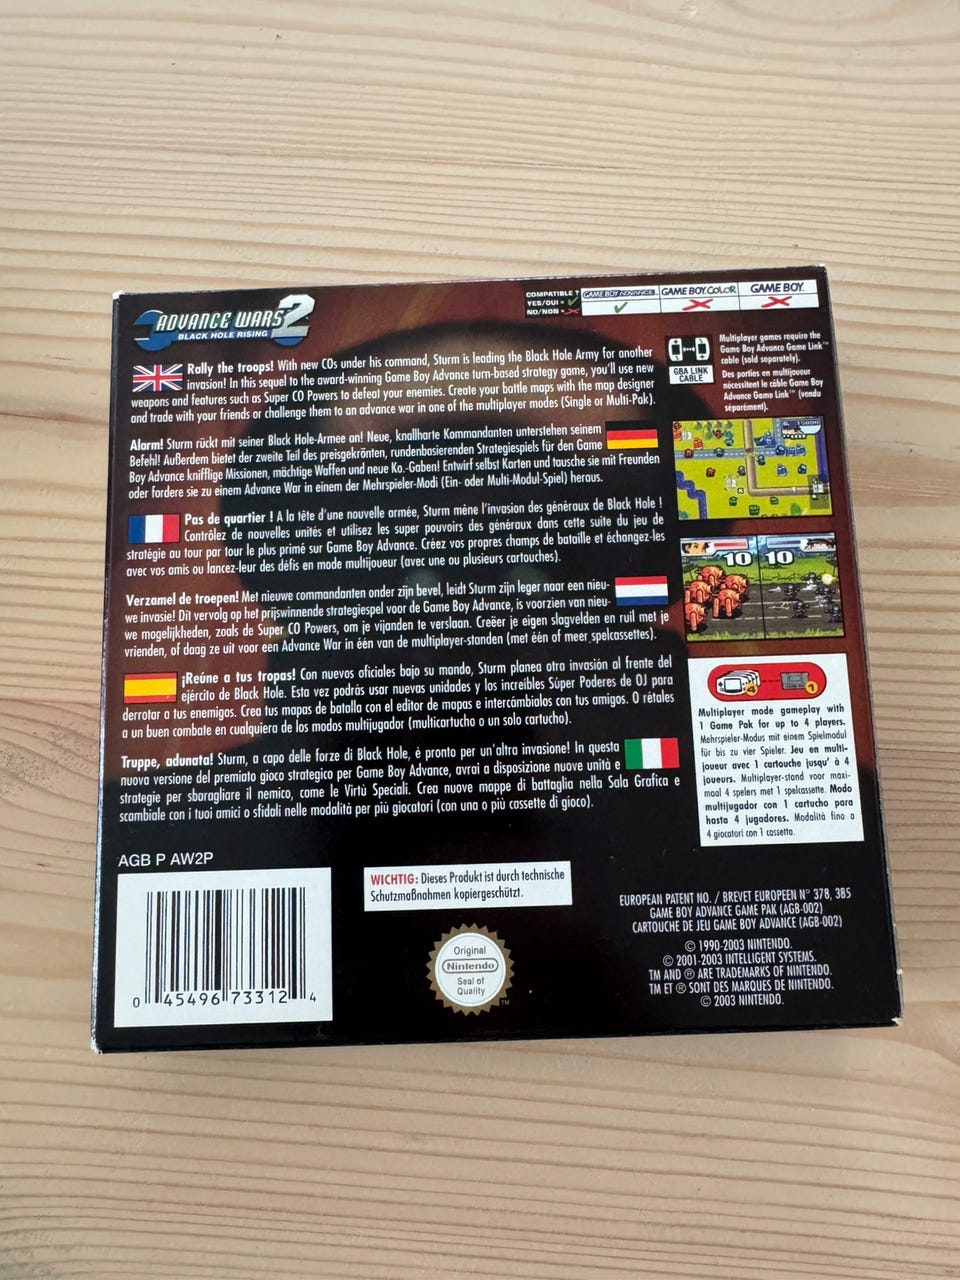 ADVANCE WARS 2
BLACK HOLE RISING
COMPATIBLE ?
YES/OUI •
NO/NON •
GAME BOY ADVANCE
GAME BOY COLOR
GAME BOY
Rally the troops! With new COs under his command, Sturm is leading the Black Hole Army for another
invasion! In this sequel to the award-winning Game Boy Advance turn-based strategy game, you'll use new
weapons and features such as Super CO Powers to defeat your enemies. Create your battle maps with the map designer
and trade with your friends or challenge them to an advance war in one of the multiplayer modes (Single or Multi-Pak).
Alarm! Sturm rückt mit seiner Black Hole-Armee an! Neue, knallharte Kommandanten unterstehen seinem
Befehl! Außerdem bietet der zweite Teil des preisgekrönten, rundenbasierenden Strategiespiels für den Game
Boy Advance knifflige Missionen, mächtige Waffen und neue Ko.-Gaben! Entwirf selbst Karten und tausche sie mit Freunden
oder fordere sie zu einem Advance War in einem der Mehrspieler-Modi (Ein- oder Multi-Modul-Spiel) heraus.
Pas de quartier ! A la tête d'une nouvelle armée, Sturm mène l'invasion des généraux de Black Hole !
Contrôlez de nouvelles unités et utilisez les super pouvoirs des généraux dans cette suite du jeu de
stratégie au tour par tour le plus primé sur Game Boy Advance. Créez vos propres champs de bataille et échangez-les
avec vos amis ou lancez-leur des défis en mode multijoueur (avec une ou plusieurs cartouches).
Verzamel de troepen! Met nieuwe commandanten onder zijn bevel, leidt Sturm zijn leger naar een nieu-
we invasie! Dit vervolg op het prijswinnende strategiespel voor de Game Boy Advance, is voorzien van nieu-
we mogelijkheden, zoals de Super CO Powers, om je vijanden te verslaan. Creëer je eigen slagvelden en ruil met je
vrienden, of daag ze uit voor een Advance War in één van de multiplayer-standen (met één of meer spelcassettes).
¡Reúne a tus tropas! Con nuevos oficiales bajo su mando, Sturm planea otra invasión al frente del
ejército de Black Hole. Esta vez podrás usar nuevas unidades y los increíbles Súper Poderes de OJ para
derrotar a tus enemigos. Crea tus mapas de batalla con el editor de mapas e intercámbialos con tus amigos. O rétales
a un buen combate en cualquiera de los modos multijugador (multicartucho o un solo cartucho).
Truppe, adunata! Sturm, a capo delle forze di Black Hole, è pronto per un'altra invasione! In questa
nuova versione del premiato gioco strategico per Game Boy Advance, avrai a disposizione nuove unità e
strategie per sbaragliare il nemico, come le Virtù Speciali. Crea nuove mappe di battaglia nella Sala Grafica e
scambiale con i tuoi amici o sfidali nelle modalità per più giocatori (con una o più cassette di gioco).
GBA LINK
CABLE
Multiplayer games require the
Game Boy Advance Game Link™
cable (sold separately).
Des parties en multijoueur
nécessitent le câble Game Boy
Advance Game Link™ (vendu
séparément).
10 10
4 1
Multiplayer mode gameplay with
1 Game Pak for up to 4 players.
Mehrspieler-Modus mit einem Spielmodul
für bis zu vier Spieler. Jeu en multi-
joueur avec 1 cartouche jusqu' à 4
joueurs. Multiplayer-stand voor maxi-
maal 4 spelers met 1 spelcassette. Modo
multijugador con 1 cartucho para
hasta 4 jugadores. Modalità fino a
4 giocatori con 1 cassetta.
AGB P AW2P
0 45496 73312 4
WICHTIG: Dieses Produkt ist durch technische
Schutzmaßnahmen kopiergeschützt.
Original
Nintendo
Seal of
Quality
TM
EUROPEAN PATENT NO. / BREVET EUROPEEN N° 378, 385
GAME BOY ADVANCE GAME PAK (AGB-002)
CARTOUCHE DE JEU GAME BOY ADVANCE (AGB-002)
© 1990-2003 NINTENDO.
© 2001-2003 INTELLIGENT SYSTEMS.
TM AND ® ARE TRADEMARKS OF NINTENDO.
TM ET ® SONT DES MARQUES DE NINTENDO.
© 2003 NINTENDO.